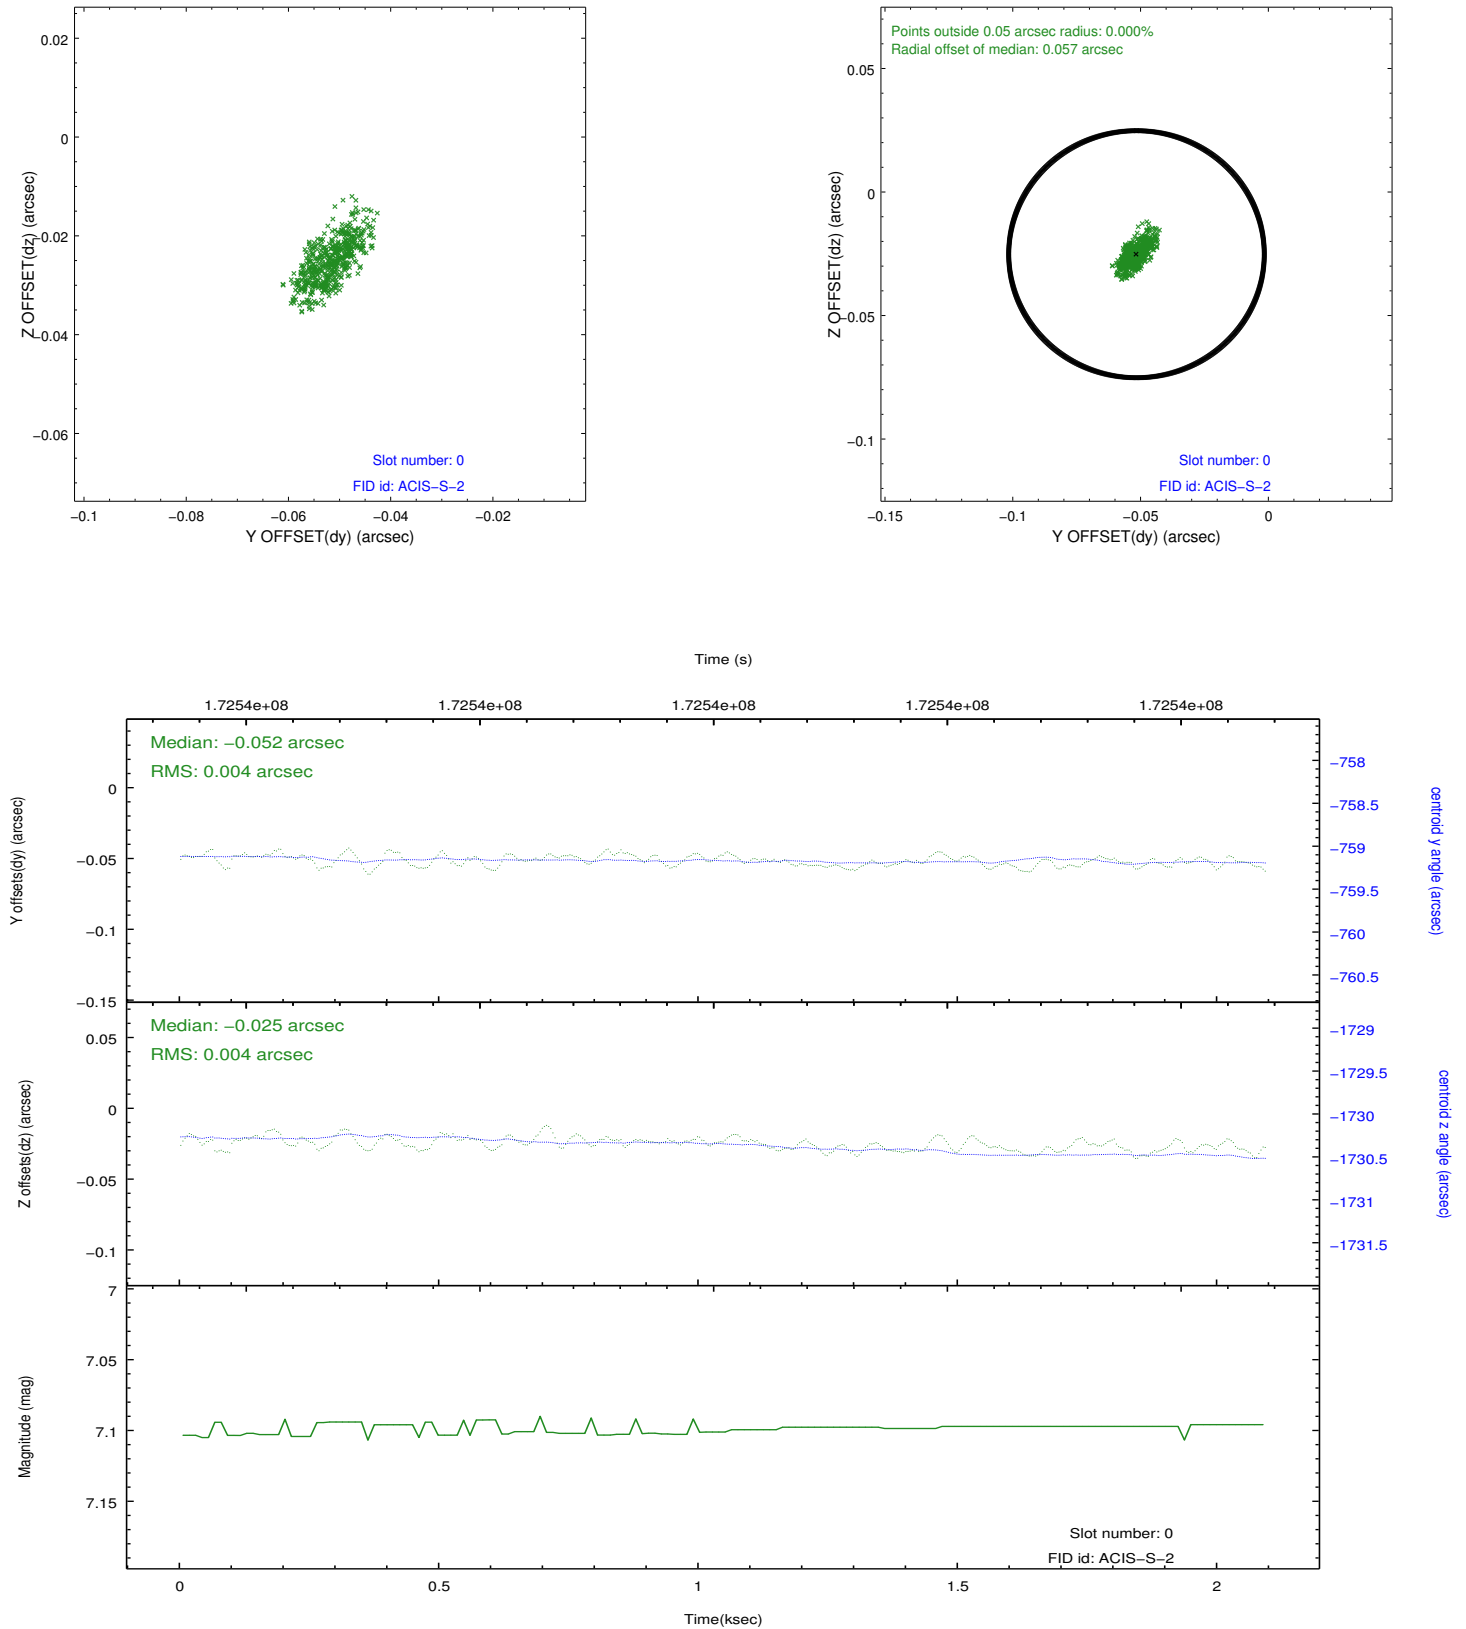 0.02
0
−0.02
−0.04
−0.06
Z OFFSET(dz) (arcsec)
Slot number: 0
FID id: ACIS−S−2
−0.1
−0.08
−0.06
−0.04
−0.02
Y OFFSET(dy) (arcsec)
Points outside 0.05 arcsec radius: 0.000%
Radial offset of median: 0.057 arcsec
0.05
0
−0.05
−0.1
Z OFFSET(dz) (arcsec)
Slot number: 0
FID id: ACIS−S−2
−0.15
−0.1
−0.05
0
Y OFFSET(dy) (arcsec)
Time (s)
1.7254e+08
1.7254e+08
1.7254e+08
1.7254e+08
1.7254e+08
Median: −0.052 arcsec
RMS: 0.004 arcsec
0
−0.05
−0.1
−0.15
Y offsets(dy) (arcsec)
−758
−758.5
−759
−759.5
−760
−760.5
centroid y angle (arcsec)
Median: −0.025 arcsec
RMS: 0.004 arcsec
0.05
0
−0.05
−0.1
Z offsets(dz) (arcsec)
−1729
−1729.5
−1730
−1730.5
−1731
−1731.5
centroid z angle (arcsec)
7
7.05
7.1
7.15
Magnitude (mag)
Slot number: 0
FID id: ACIS−S−2
0
0.5
1
1.5
2
Time(ksec)